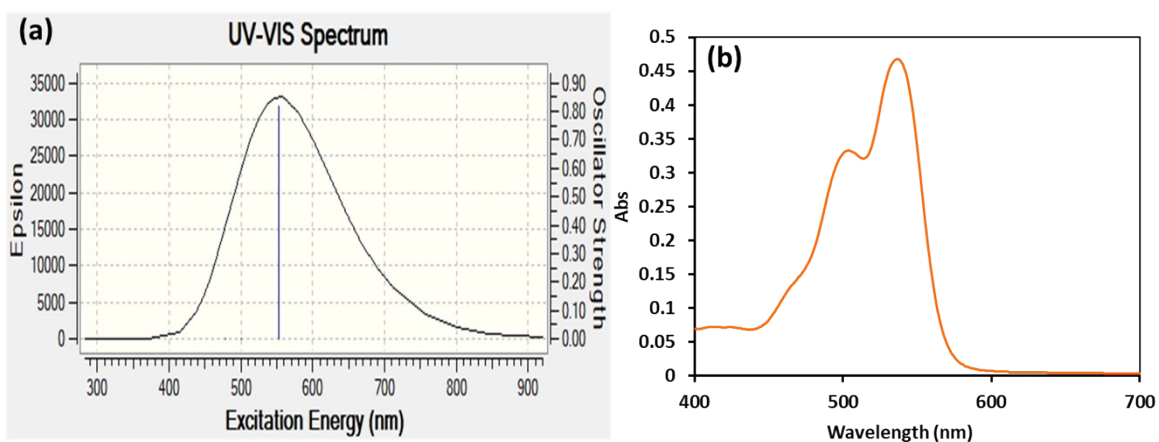 (a)
UV-VIS Spectrum
35000
30000
25000
20000
15000
10000
5000
0
Epsilon
0.90
0.80
0.70
0.60
0.50
0.40
0.30
0.20
0.10
0.00
Oscillator Strength
300 400 500 600 700 800 900
Excitation Energy (nm)
(b)
0.5
0.45
0.4
0.35
0.3
0.25
0.2
0.15
0.1
0.05
0
Abs
400 500 600 700
Wavelength (nm)